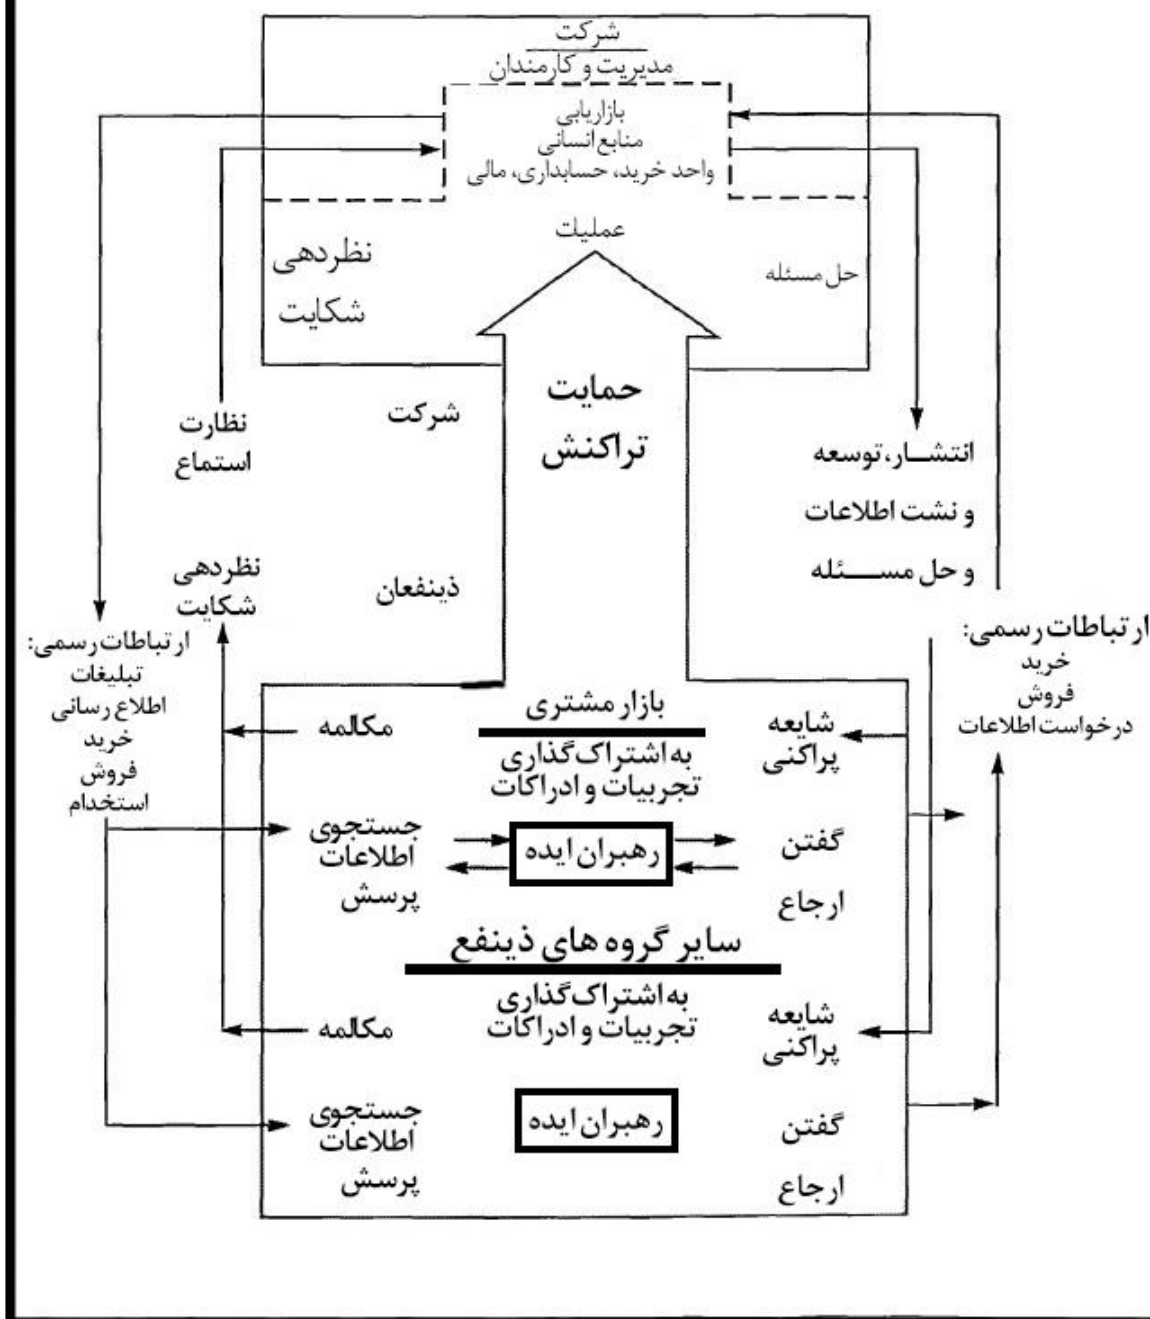 شرکت
مدیریت و کارمندان
بازاریابی
منابع انسانی
واحد خرید، حسابداری، مالی
عملیات
نظردهی
شکایت
حل مسئله
حمایت
تراکنش
شرکت
ذینفعان
نظارت
استماع
نظردهی
شکایت
انتشــار، توسعه
و نشت اطلاعات
و حل مســـئله
ارتباطات رسمی:
خرید
فروش
درخواست اطلاعات
ارتباطات رسمی:
تبلیغات
اطلاع رسانی
خرید
فروش
استخدام
بازار مشتری
به اشتراک گذاری
تجربیات و ادراکات
شایعه
پراکنی
مکالمه
گفتن
ارجاع
رهبران ایده
جستجوی
اطلاعات
پرسش
سایر گروه های ذینفع
به اشتراک گذاری
تجربیات و ادراکات
شایعه
پراکنی
مکالمه
گفتن
ارجاع
رهبران ایده
جستجوی
اطلاعات
پرسش